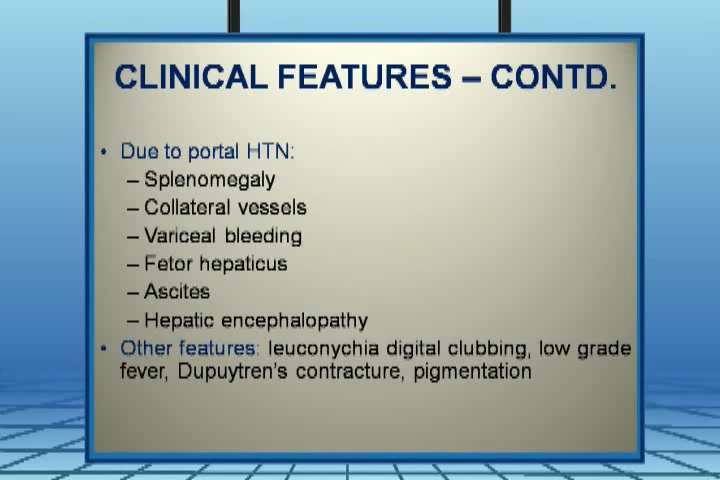 CLINICAL FEATURES – CONTD.
• Due to portal HTN:
– Splenomegaly
– Collateral vessels
– Variceal bleeding
– Fetor hepaticus
– Ascites
– Hepatic encephalopathy
• Other features: leuconychia digital clubbing, low grade
fever, Dupuytren's contracture, pigmentation